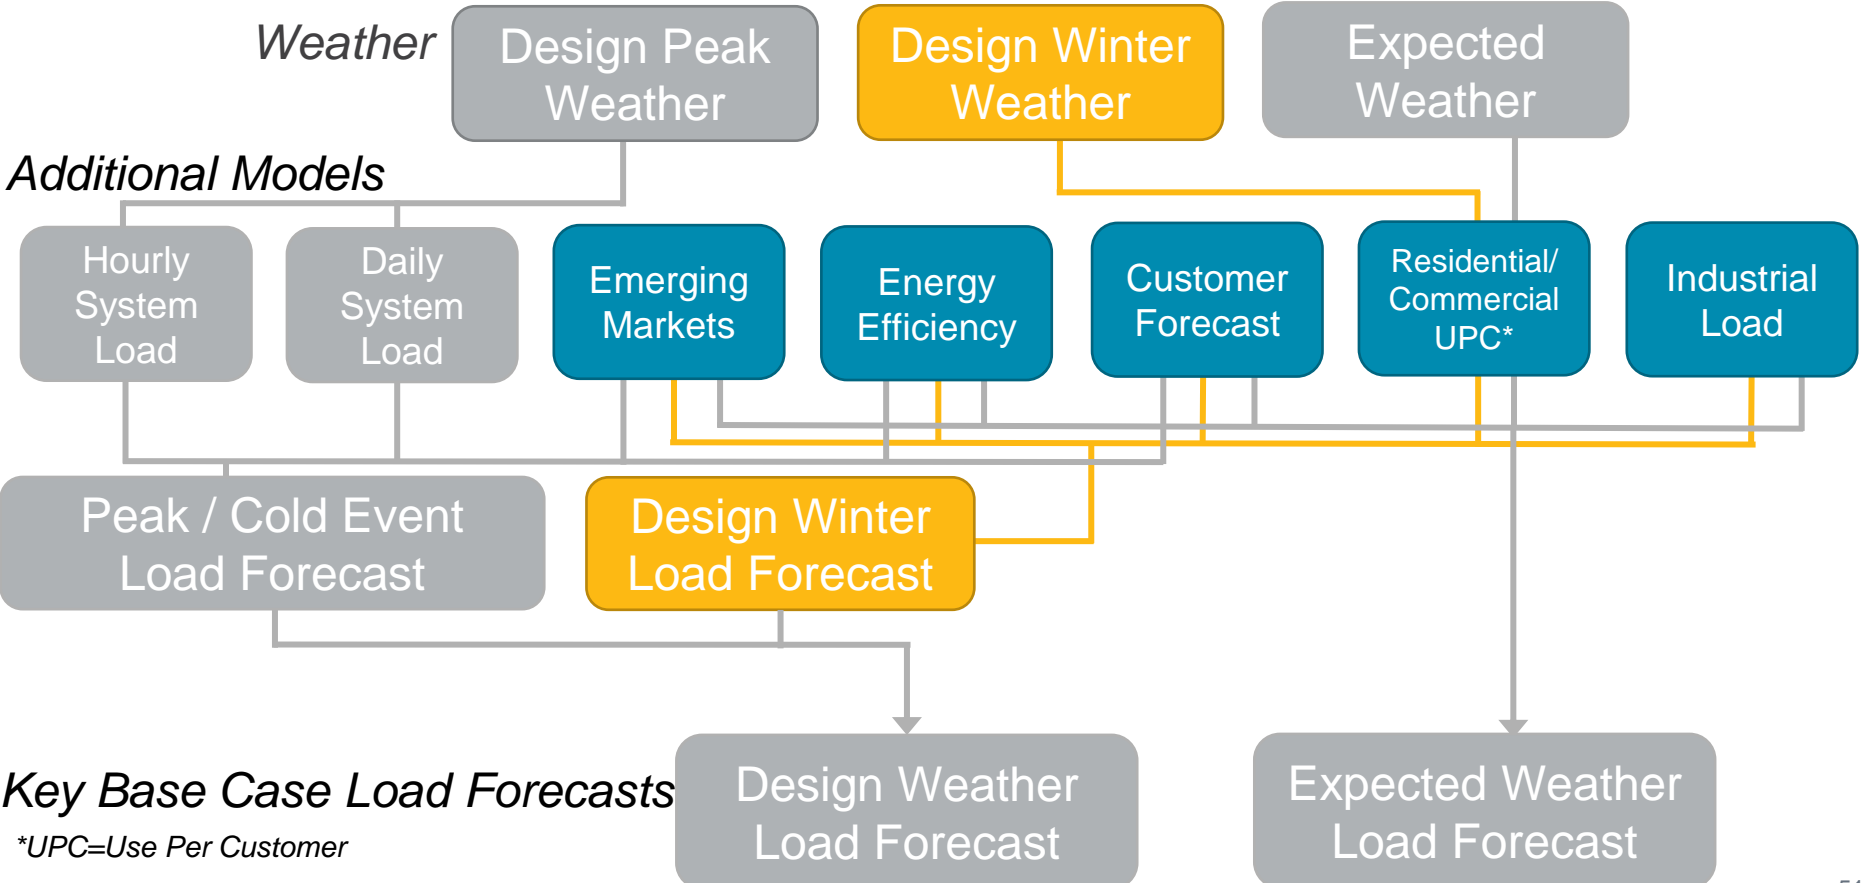 Weather
Design Peak
Weather
Design Winter
Weather
Expected
Weather
Additional Models
Hourly
System
Load
Daily
System
Load
Emerging
Markets
Energy
Efficiency
Customer
Forecast
Residential/
Commercial
UPC*
Industrial
Load
Peak / Cold Event
Load Forecast
Design Winter
Load Forecast
Key Base Case Load Forecasts
*UPC=Use Per Customer
Design Weather
Load Forecast
Expected Weather
Load Forecast